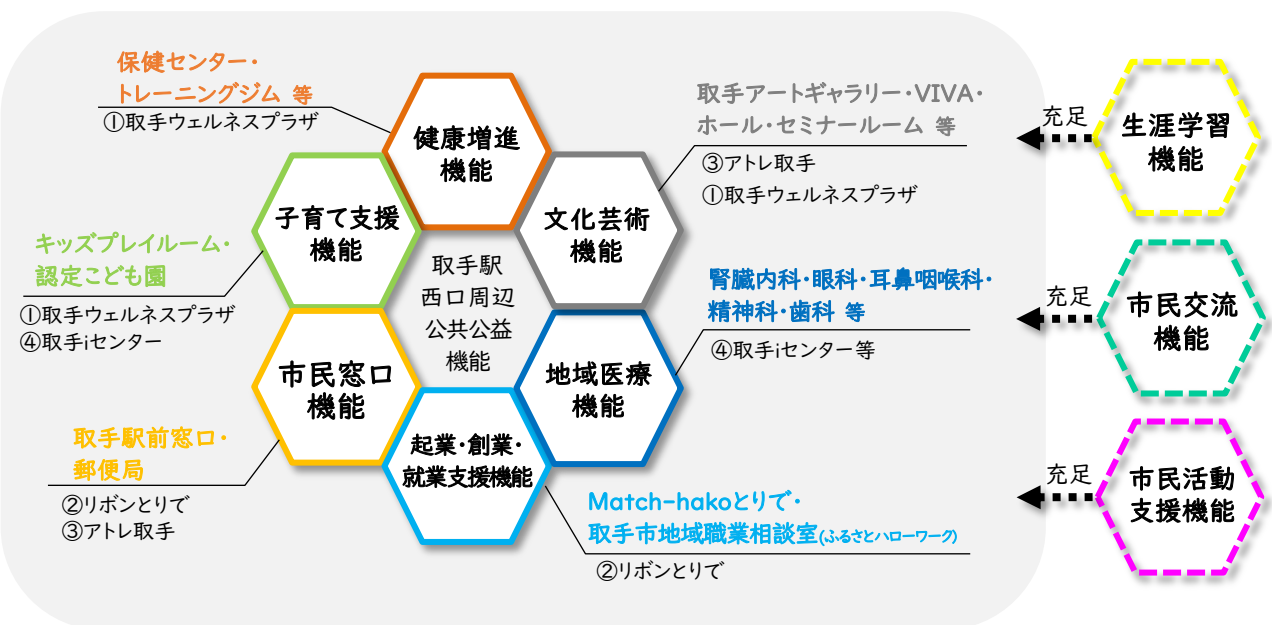 保健センター・
トレーニングジム 等
①取手ウェルネスプラザ
健康増進
機能
取手アートギャラリー・VIVA・
ホール・セミナールーム 等
③アトレ取手
①取手ウェルネスプラザ
文化芸術
機能
子育て支援
機能
キッズプレイルーム・
認定こども園
①取手ウェルネスプラザ
④取手iセンター
取手駅
西口周辺
公共公益
機能
腎臓内科・眼科・耳鼻咽喉科・
精神科・歯科 等
④取手iセンター等
地域医療
機能
市民窓口
機能
取手駅前窓口・
郵便局
②リボンとりで
③アトレ取手
起業・創業・
就業支援機能
Match-hakoとりで・
取手市地域職業相談室(ふるさとハローワーク)
②リボンとりで
充足
生涯学習
機能
充足
市民交流
機能
充足
市民活動
支援機能